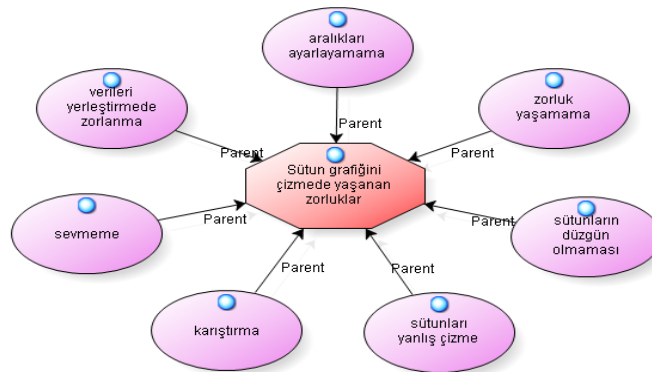 aralıkları
ayarlayamama
verileri
yerleştirmede
zorlanma
zorluk
yaşamama
Parent
Parent
Parent
Sütun grafiğini
çizmede yaşanan
zorluklar
sevmeme
Parent
Parent
sütunların
düzgün
olmaması
Parent
Parent
karıştırma
sütunları
yanlış çizme